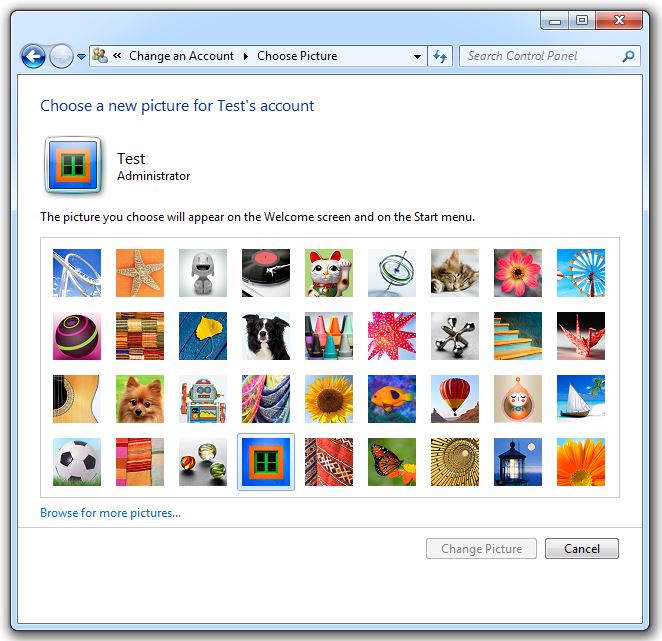 « Change an Account ▸ Choose Picture
Search Control Panel
Choose a new picture for Test's account
Test
Administrator
The picture you choose will appear on the Welcome screen and on the Start menu.
Browse for more pictures...
Change Picture
Cancel